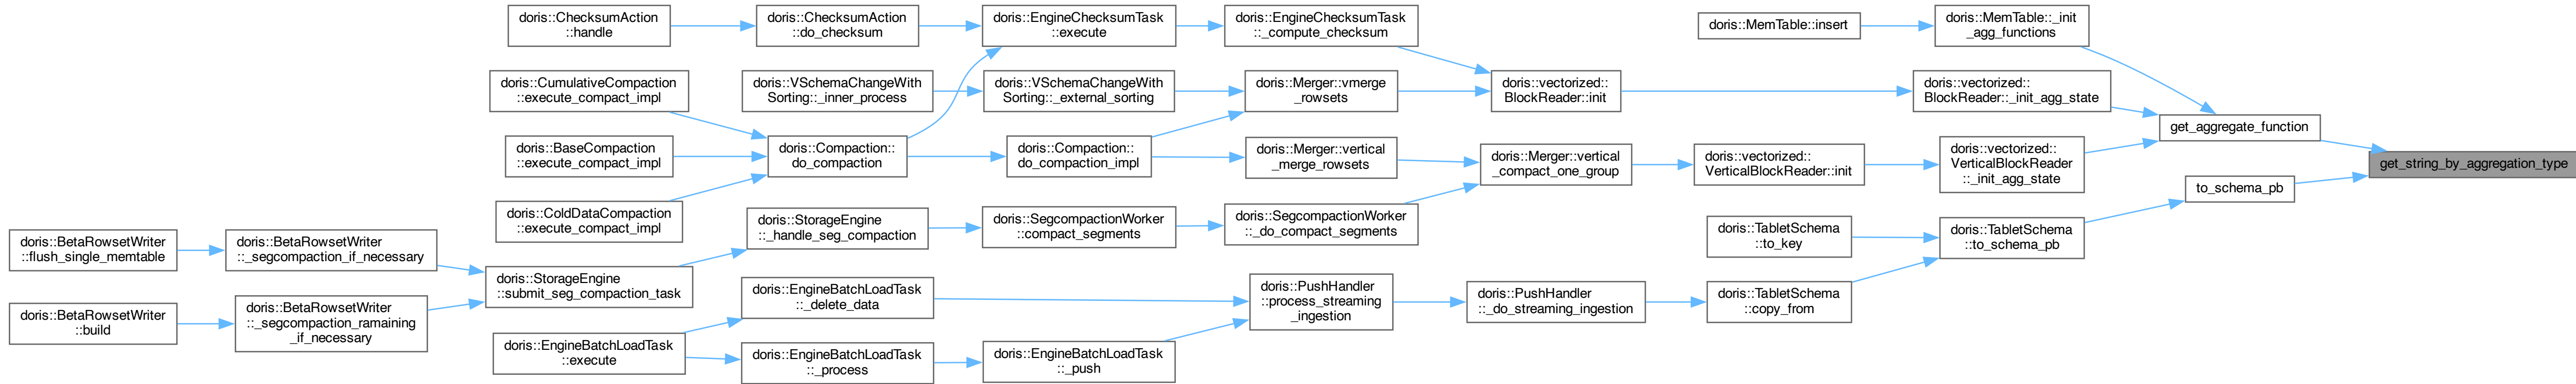 doris::ChecksumAction
::handle
doris::ChecksumAction
::do_checksum
doris::EngineChecksumTask
::execute
doris::EngineChecksumTask
::_compute_checksum
doris::MemTable::insert
doris::MemTable::_init
_agg_functions
doris::CumulativeCompaction
::execute_compact_impl
doris::VSchemaChangeWith
Sorting::_inner_process
doris::VSchemaChangeWith
Sorting::_external_sorting
doris::Merger::vmerge
_rowsets
doris::vectorized::
BlockReader::init
doris::vectorized::
BlockReader::_init_agg_state
get_aggregate_function
doris::BaseCompaction
::execute_compact_impl
doris::Compaction::
do_compaction
doris::Compaction::
do_compaction_impl
doris::Merger::vertical
_merge_rowsets
doris::Merger::vertical
_compact_one_group
doris::vectorized::
VerticalBlockReader::init
doris::vectorized::
VerticalBlockReader
::_init_agg_state
get_string_by_aggregation_type
to_schema_pb
doris::ColdDataCompaction
::execute_compact_impl
doris::StorageEngine
::_handle_seg_compaction
doris::SegcompactionWorker
::compact_segments
doris::SegcompactionWorker
::_do_compact_segments
doris::TabletSchema
::to_key
doris::TabletSchema
::to_schema_pb
doris::BetaRowsetWriter
::flush_single_memtable
doris::BetaRowsetWriter
::_segcompaction_if_necessary
doris::StorageEngine
::submit_seg_compaction_task
doris::EngineBatchLoadTask
::_delete_data
doris::PushHandler
::process_streaming
_ingestion
doris::PushHandler
::_do_streaming_ingestion
doris::TabletSchema
::copy_from
doris::BetaRowsetWriter
::build
doris::BetaRowsetWriter
::_segcompaction_ramaining
_if_necessary
doris::EngineBatchLoadTask
::execute
doris::EngineBatchLoadTask
::_process
doris::EngineBatchLoadTask
::_push